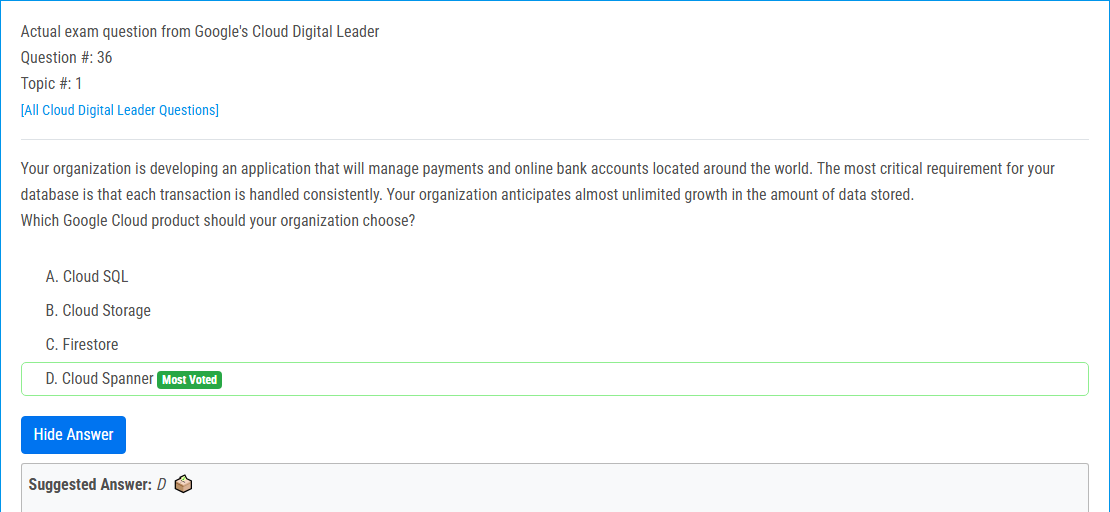 Actual exam question from Google's Cloud Digital Leader
Question #: 36
Topic #: 1
[All Cloud Digital Leader Questions]
Your organization is developing an application that will manage payments and online bank accounts located around the world. The most critical requirement for your
database is that each transaction is handled consistently. Your organization anticipates almost unlimited growth in the amount of data stored.
Which Google Cloud product should your organization choose?
A. Cloud SQL
B. Cloud Storage
C. Firestore
D. Cloud Spanner Most Voted
Hide Answer
Suggested Answer: D